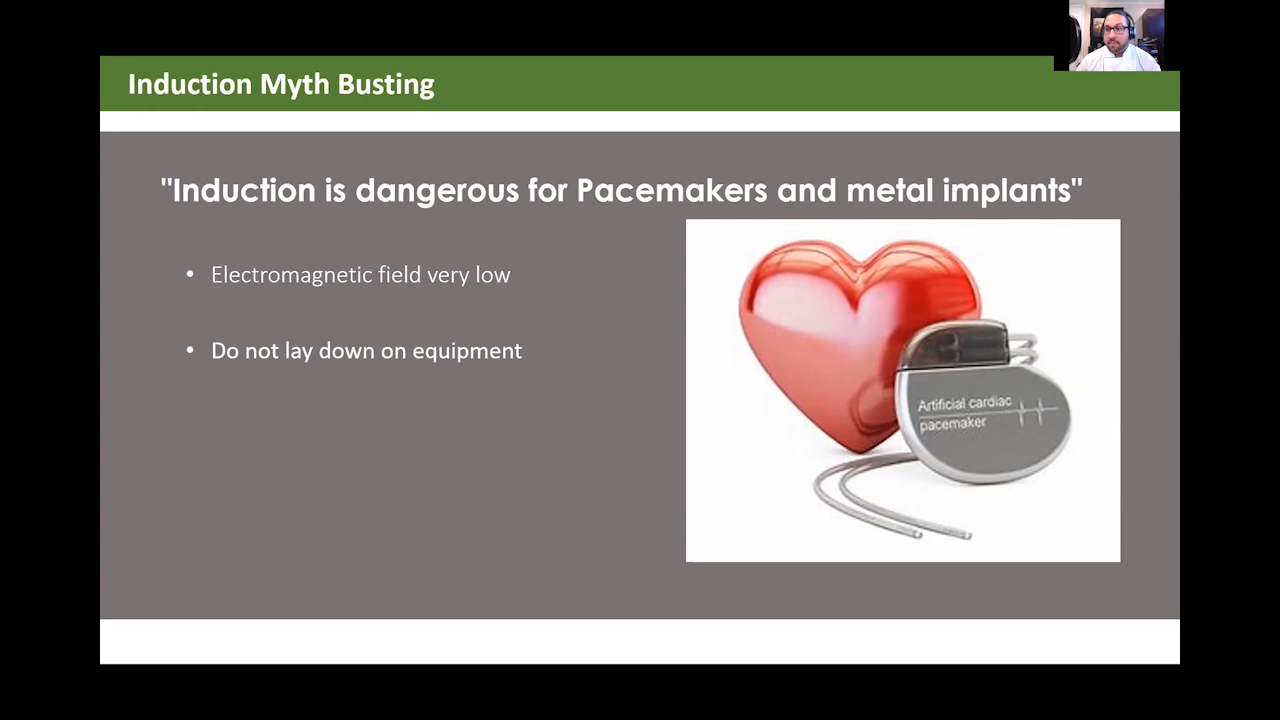 Induction Myth Busting
"Induction is dangerous for Pacemakers and metal implants"
• Electromagnetic field very low
• Do not lay down on equipment
Artificial cardiac
pacemaker